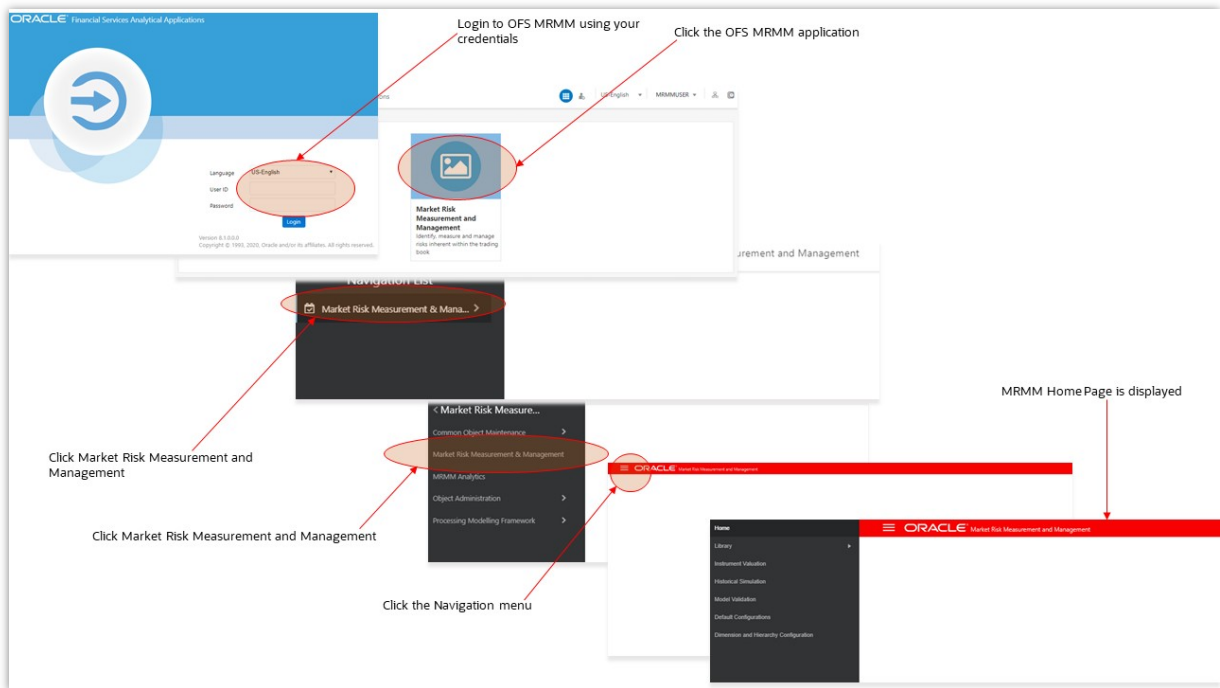 ORACLE Financial Services Analytical Applications
Login to OFS MRMM using your
credentials
Click the OFS MRMM application
US-English
MRMMUSER
Language
US-English
User ID
Password
Login
Version 8.1.0.0.0
Copyright © 1993, 2020, Oracle and/or its affiliates. All rights reserved.
Market Risk
Measurement and
Management
Identify, measure and manage
risks inherent within the trading
book
and Management
Navigation List
Market Risk Measurement & Mana...
MRMM Home Page is displayed
< Market Risk Measure...
Common Object Maintenance
Market Risk Measurement & Management
MRMM Analytics
Object Administration
Processing Modelling Framework
Click Market Risk Measurement and
Management
Click Market Risk Measurement and Management
Click the Navigation menu
ORACLE Market Risk Measurement and Management
ORACLE Market Risk Measurement and Management
Home
Library
Instrument Valuation
Historical Simulation
Model Validation
Default Configurations
Dimension and Hierarchy Configuration